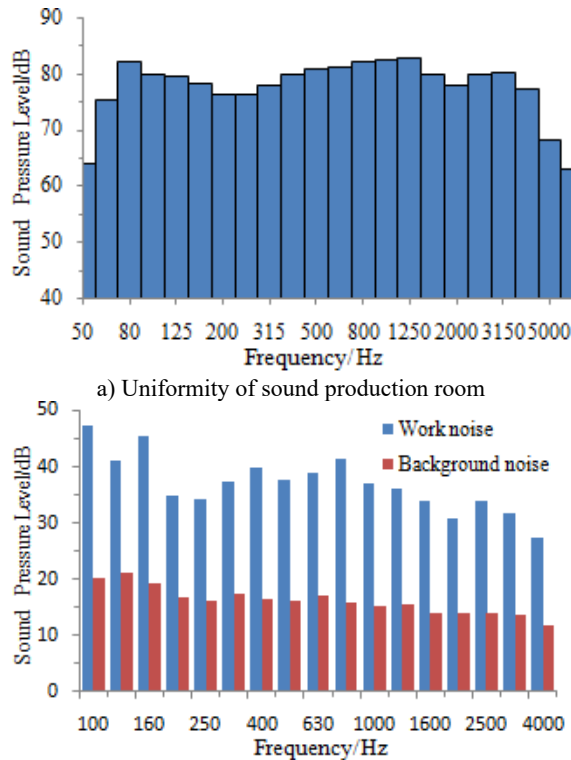 90
80
70
60
50
40
Sound Pressure Level/dB
50 80 125 200 315 500 800 1250 2000 3150 5000
Frequency/Hz
a) Uniformity of sound production room
50
40
30
20
10
0
Sound Pressure Level/dB
Work noise
Background noise
100 160 250 400 630 1000 1600 2500 4000
Frequency/Hz